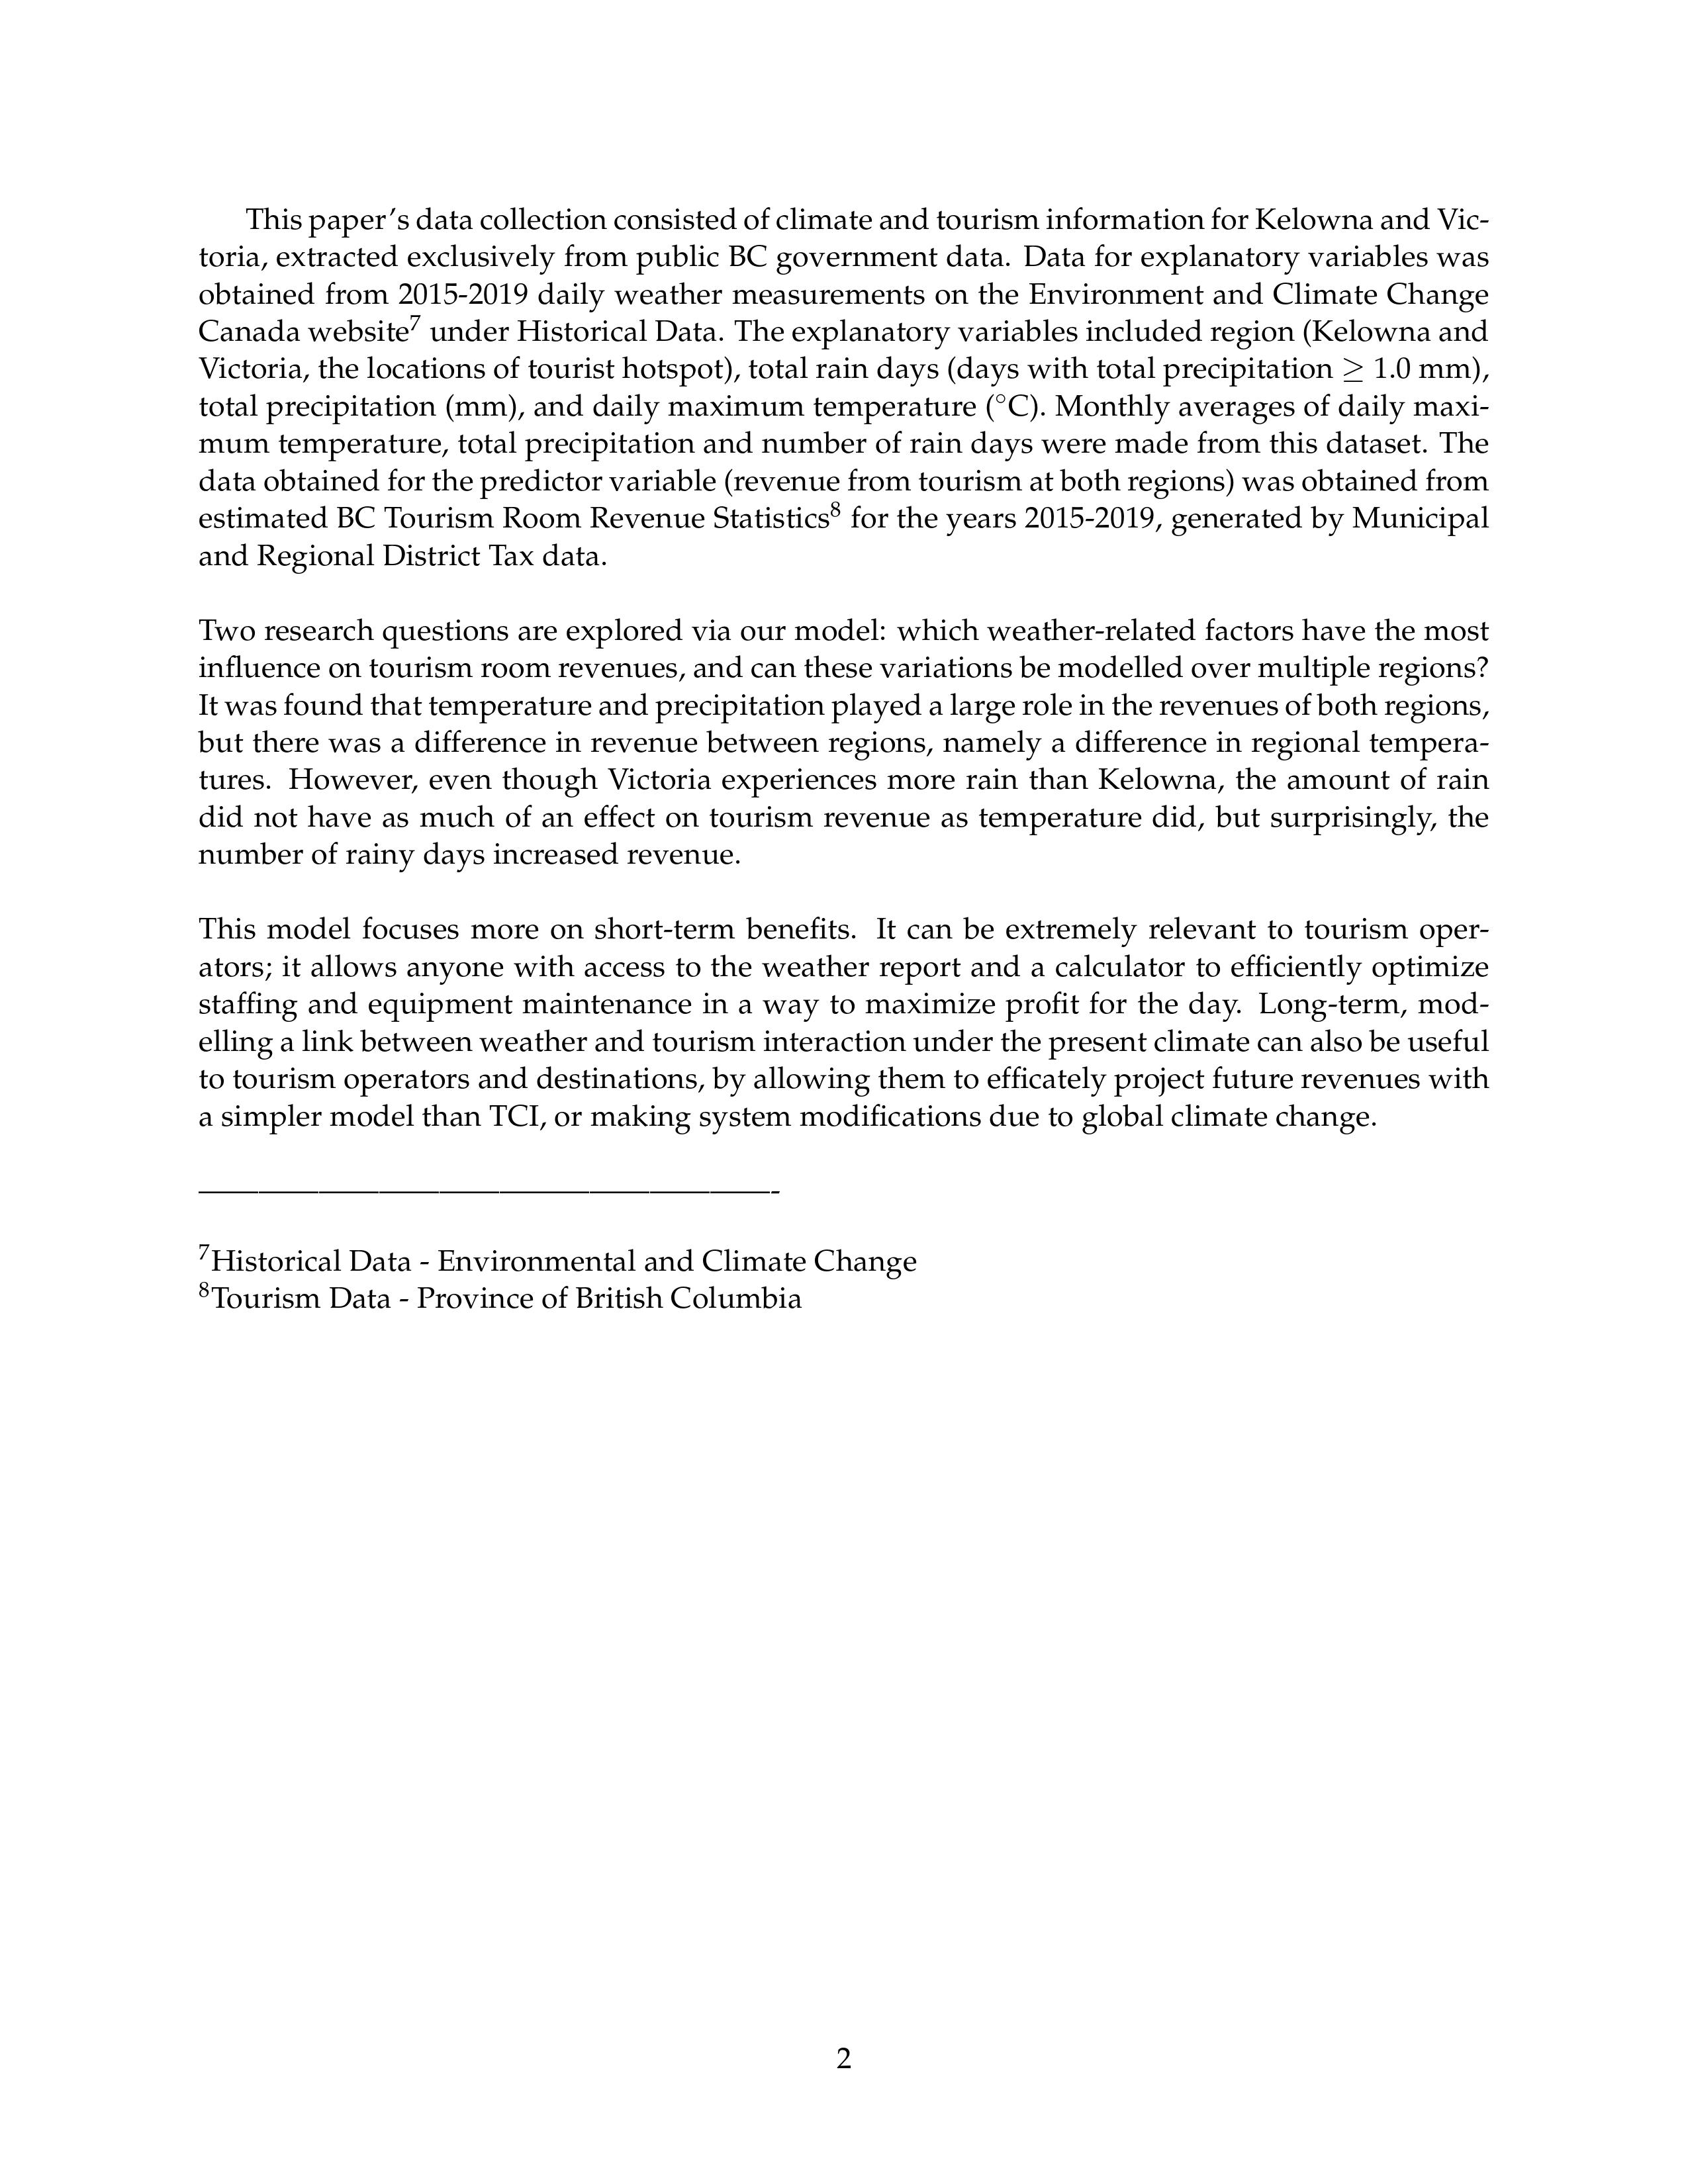 This paper's data collection consisted of climate and tourism information for Kelowna and Vic-
toria, extracted exclusively from public BC government data. Data for explanatory variables was
obtained from 2015-2019 daily weather measurements on the Environment and Climate Change
Canada website7 under Historical Data. The explanatory variables included region (Kelowna and
Victoria, the locations of tourist hotspot), total rain days (days with total precipitation ≥ 1.0 mm),
total precipitation (mm), and daily maximum temperature (°C). Monthly averages of daily maxi-
mum temperature, total precipitation and number of rain days were made from this dataset. The
data obtained for the predictor variable (revenue from tourism at both regions) was obtained from
estimated BC Tourism Room Revenue Statistics8 for the years 2015-2019, generated by Municipal
and Regional District Tax data.
Two research questions are explored via our model: which weather-related factors have the most
influence on tourism room revenues, and can these variations be modelled over multiple regions?
It was found that temperature and precipitation played a large role in the revenues of both regions,
but there was a difference in revenue between regions, namely a difference in regional tempera-
tures. However, even though Victoria experiences more rain than Kelowna, the amount of rain
did not have as much of an effect on tourism revenue as temperature did, but surprisingly, the
number of rainy days increased revenue.
This model focuses more on short-term benefits. It can be extremely relevant to tourism oper-
ators; it allows anyone with access to the weather report and a calculator to efficiently optimize
staffing and equipment maintenance in a way to maximize profit for the day. Long-term, mod-
elling a link between weather and tourism interaction under the present climate can also be useful
to tourism operators and destinations, by allowing them to efficately project future revenues with
a simpler model than TCI, or making system modifications due to global climate change.
7Historical Data - Environmental and Climate Change
8Tourism Data - Province of British Columbia
2